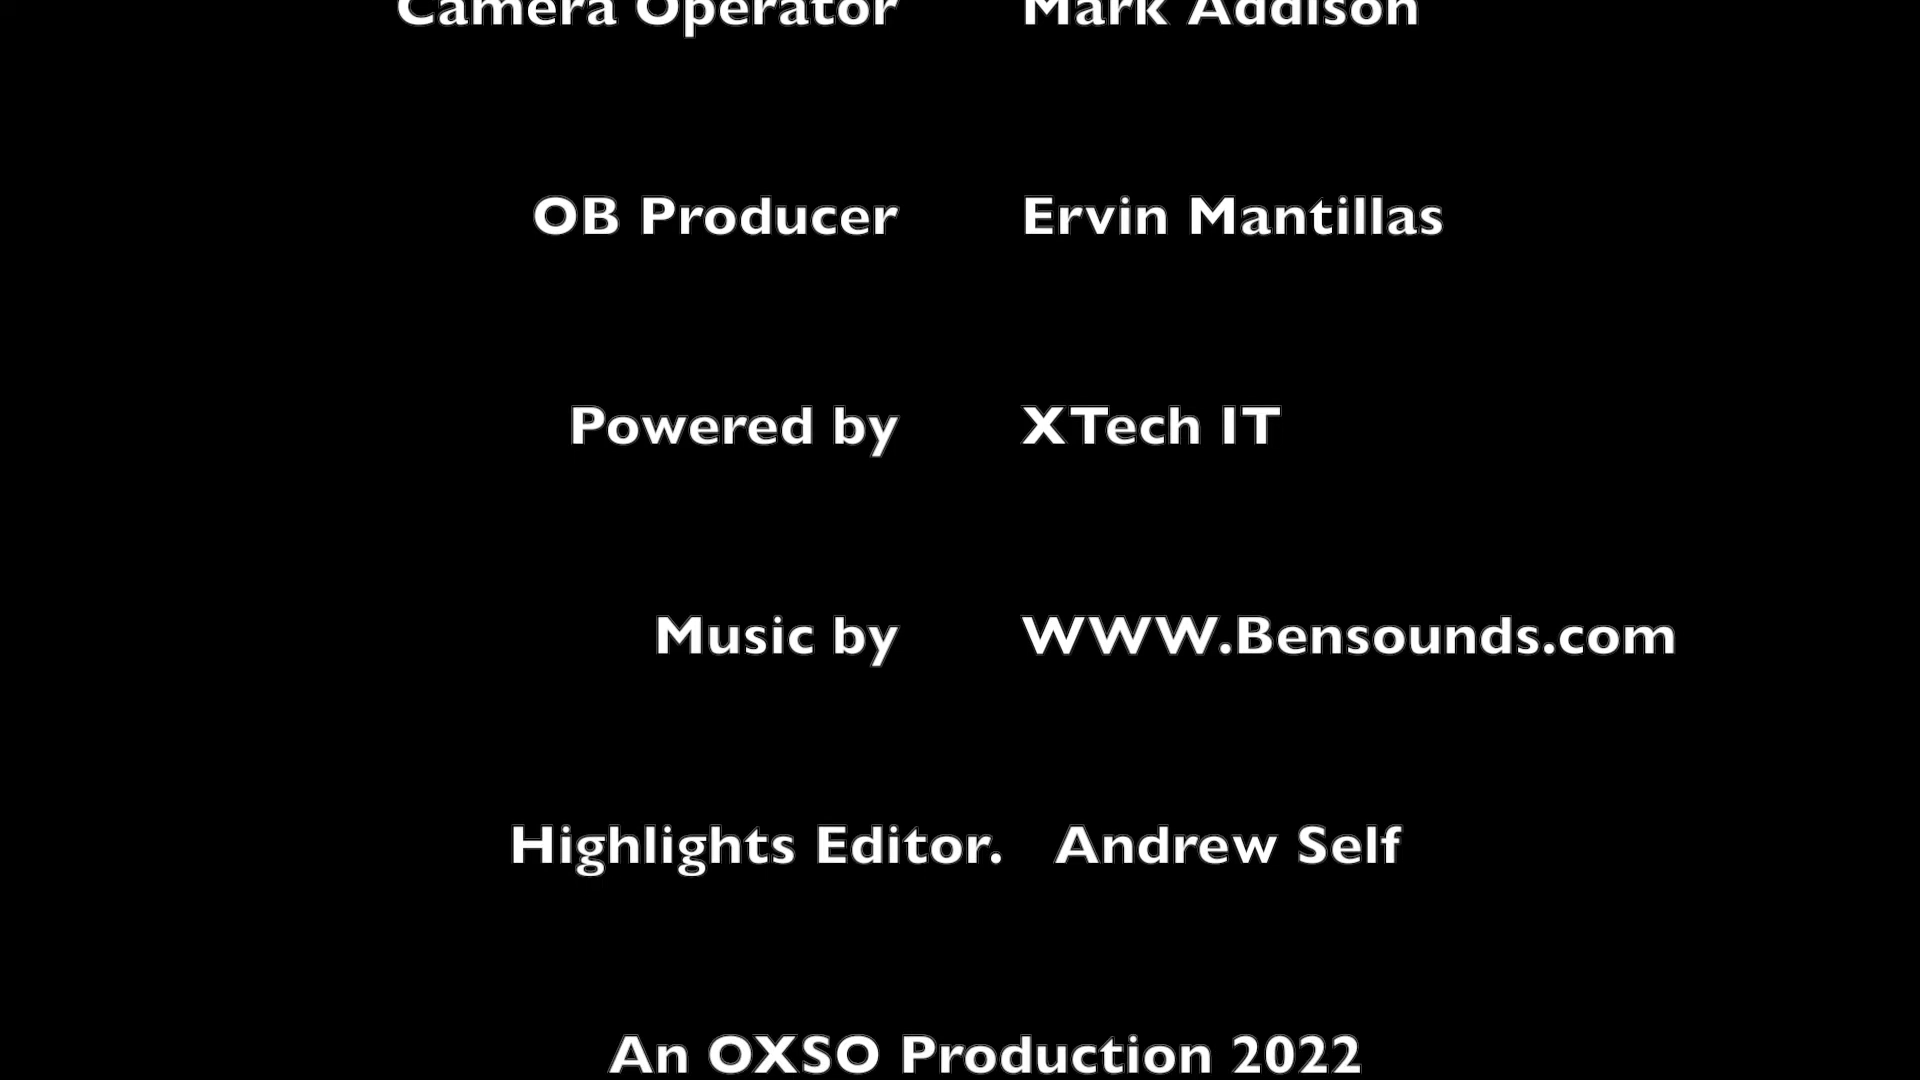 Camera Operator Mark Addison
OB Producer Ervin Mantillas
Powered by XTech IT
Music by WWW.Bensounds.com
Highlights Editor. Andrew Self
An OXSO Production 2022